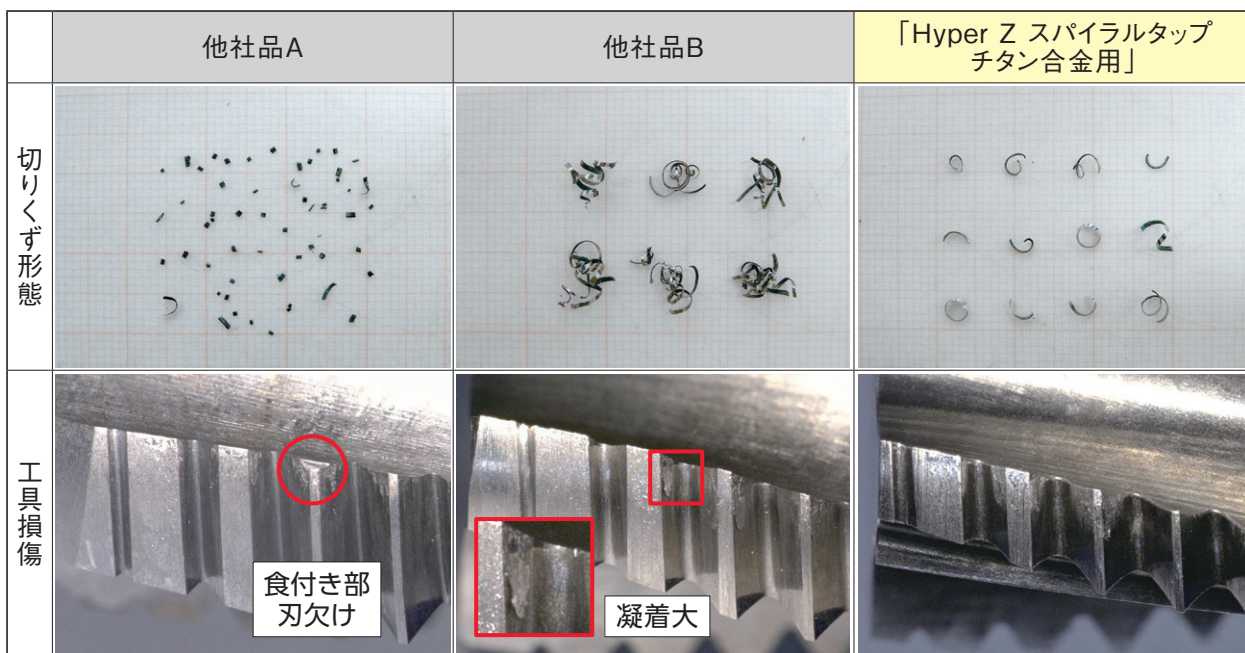 他社品A
他社品B
「Hyper Z スパイラルタップ
チタン合金用」
切りくず形態
工具損傷
食付き部
刃欠け
凝着大